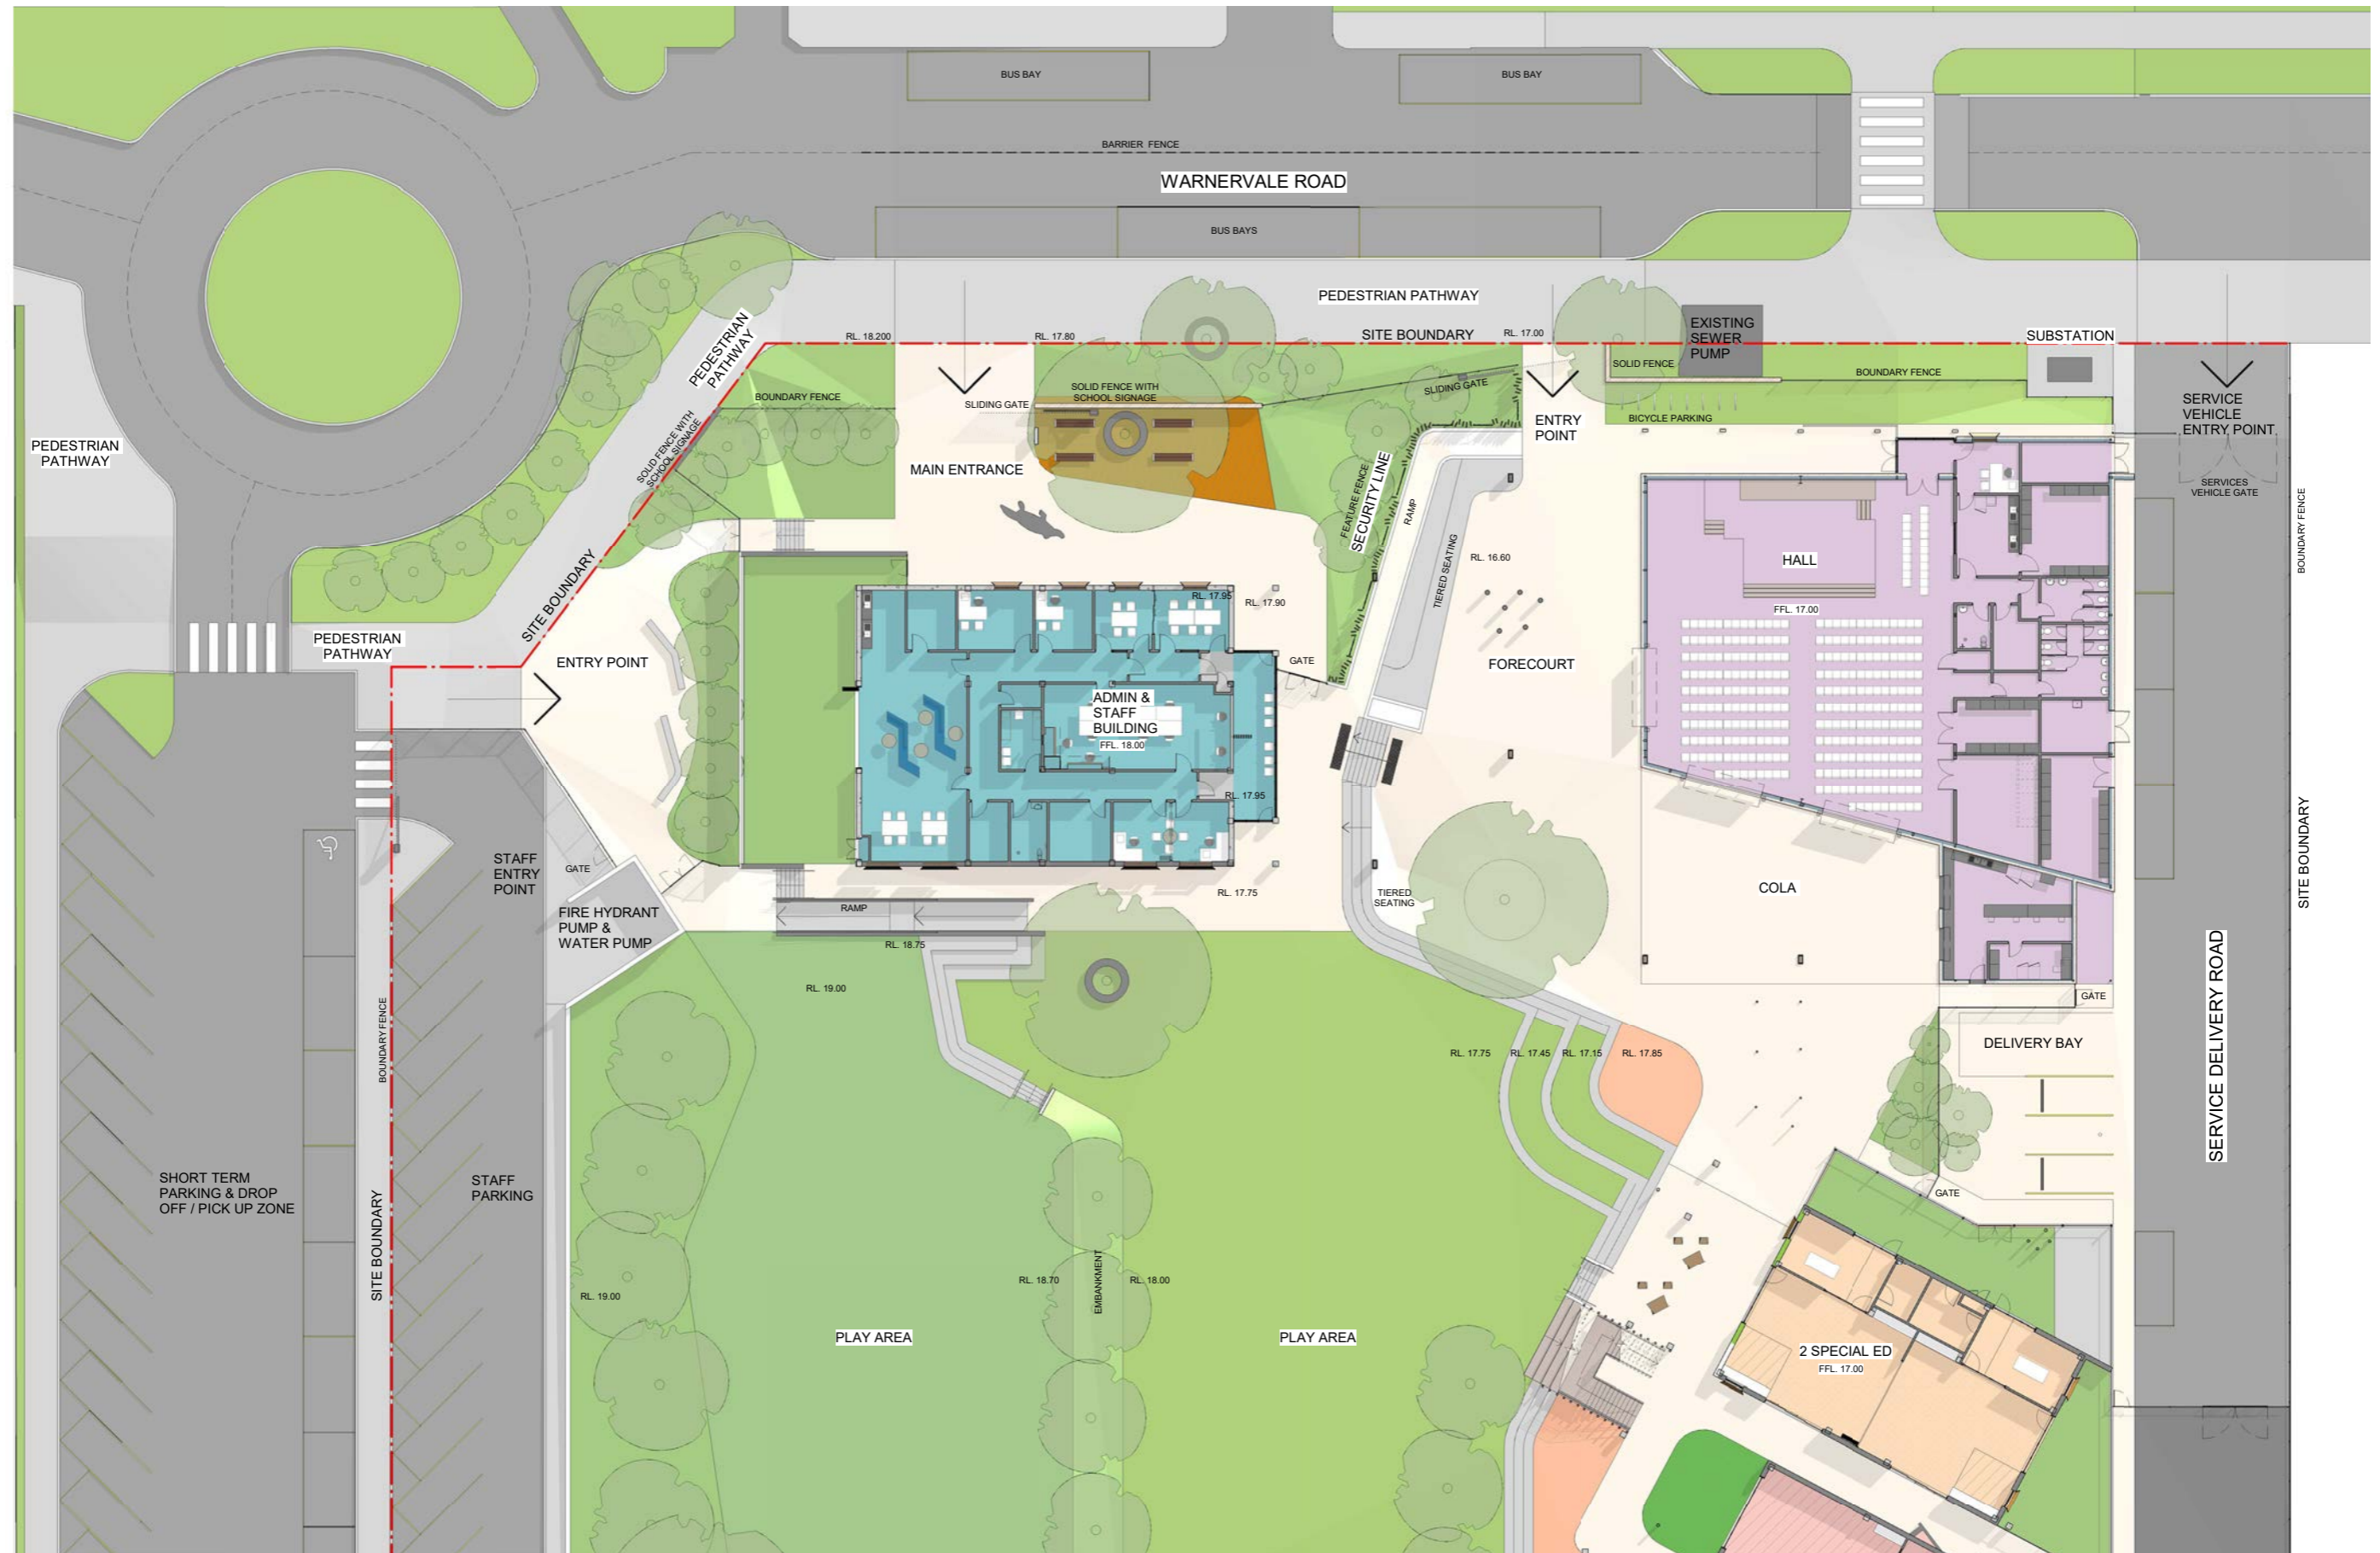 BUS BAY
BUS BAY
BARRIER FENCE
WARNERVALE ROAD
BUS BAYS
PEDESTRIAN PATHWAY
PEDESTRIAN
PATHWAY
RL. 18.200
RL. 17.80
SITE BOUNDARY
RL. 17.00
EXISTING
SEWER
PUMP
SUBSTATION
SOLID FENCE
BOUNDARY FENCE
SERVICE
VEHICLE
ENTRY POINT
SERVICES
VEHICLE GATE
BOUNDARY FENCE
SOLID FENCE WITH
SCHOOL SIGNAGE
SLIDING GATE
SLIDING GATE
BOUNDARY FENCE
SOLID FENCE WITH
SCHOOL SIGNAGE
ENTRY
POINT
BICYCLE PARKING
PEDESTRIAN
PATHWAY
MAIN ENTRANCE
FEATURE FENCE
SECURITY LINE
RAMP
TIERED SEATING
RL. 16.60
HALL
FFL. 17.00
SITE BOUNDARY
RL. 17.95
RL. 17.90
PEDESTRIAN
PATHWAY
ENTRY POINT
GATE
FORECOURT
ADMIN &
STAFF
BUILDING
FFL. 18.00
RL. 17.95
SITE BOUNDARY
STAFF
ENTRY
POINT
GATE
FIRE HYDRANT
PUMP &
WATER PUMP
RAMP
RL. 17.75
TIERED
SEATING
COLA
RL. 18.75
RL. 19.00
GATE
BOUNDARY FENCE
RL. 17.75
RL. 17.45
RL. 17.15
RL. 17.85
DELIVERY BAY
SERVICE DELIVERY ROAD
SHORT TERM
PARKING & DROP
OFF / PICK UP ZONE
STAFF
PARKING
GATE
SITE BOUNDARY
RL. 19.00
RL. 18.70
EMBANKMENT
RL. 18.00
PLAY AREA
PLAY AREA
2 SPECIAL ED
FFL. 17.00